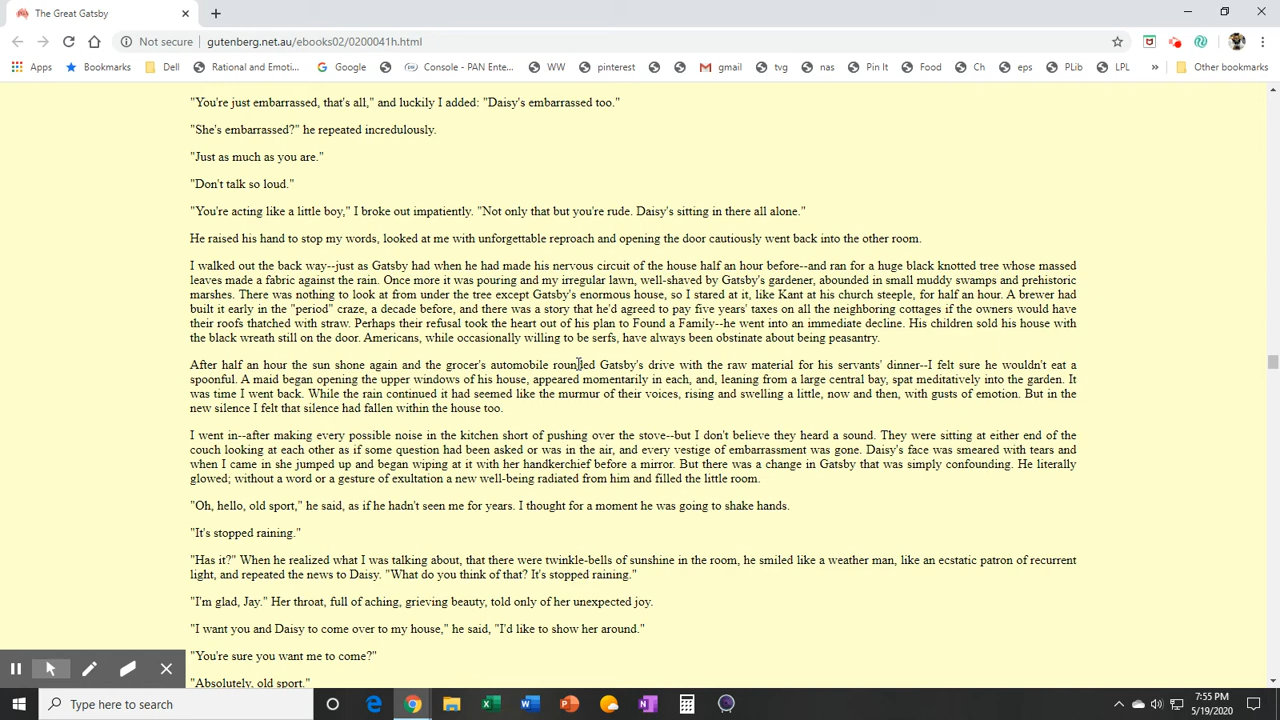 The Great Gatsby
Not secure
gutenberg.net.au/ebooks02/0200041h.html
Apps
Bookmarks
Dell
Rational and Emoti...
Google
Console - PAN Ente...
WW
pinterest
gmail
tvg
nas
Pin It
Food
Ch
eps
PLib
LPL
»
Other bookmarks
"You're just embarrassed, that's all," and luckily I added: "Daisy's embarrassed too."
"She's embarrassed?" he repeated incredulously.
"Just as much as you are."
"Don't talk so loud."
"You're acting like a little boy," I broke out impatiently. "Not only that but you're rude. Daisy's sitting in there all alone."
He raised his hand to stop my words, looked at me with unforgettable reproach and opening the door cautiously went back into the other room.
I walked out the back way--just as Gatsby had when he had made his nervous circuit of the house half an hour before--and ran for a huge black knotted tree whose massed
leaves made a fabric against the rain. Once more it was pouring and my irregular lawn, well-shaved by Gatsby's gardener, abounded in small muddy swamps and prehistoric
marshes. There was nothing to look at from under the tree except Gatsby's enormous house, so I stared at it, like Kant at his church steeple, for half an hour. A brewer had
built it early in the "period" craze, a decade before, and there was a story that he'd agreed to pay five years' taxes on all the neighboring cottages if the owners would have
their roofs thatched with straw. Perhaps their refusal took the heart out of his plan to Found a Family--he went into an immediate decline. His children sold his house with
the black wreath still on the door. Americans, while occasionally willing to be serfs, have always been obstinate about being peasantry.
After half an hour the sun shone again and the grocer's automobile rounded Gatsby's drive with the raw material for his servants' dinner--I felt sure he wouldn't eat a
spoonful. A maid began opening the upper windows of his house, appeared momentarily in each, and, leaning from a large central bay, spat meditatively into the garden. It
was time I went back. While the rain continued it had seemed like the murmur of their voices, rising and swelling a little, now and then, with gusts of emotion. But in the
new silence I felt that silence had fallen within the house too.
I went in--after making every possible noise in the kitchen short of pushing over the stove--but I don't believe they heard a sound. They were sitting at either end of the
couch looking at each other as if some question had been asked or was in the air, and every vestige of embarrassment was gone. Daisy's face was smeared with tears and
when I came in she jumped up and began wiping at it with her handkerchief before a mirror. But there was a change in Gatsby that was simply confounding. He literally
glowed; without a word or a gesture of exultation a new well-being radiated from him and filled the little room.
"Oh, hello, old sport," he said, as if he hadn't seen me for years. I thought for a moment he was going to shake hands.
"It's stopped raining."
"Has it?" When he realized what I was talking about, that there were twinkle-bells of sunshine in the room, he smiled like a weather man, like an ecstatic patron of recurrent
light, and repeated the news to Daisy. "What do you think of that? It's stopped raining."
"I'm glad, Jay." Her throat, full of aching, grieving beauty, told only of her unexpected joy.
"I want you and Daisy to come over to my house," he said, "I'd like to show her around."
"You're sure you want me to come?"
"Absolutely, old sport."
Type here to search
7:55 PM
5/19/2020